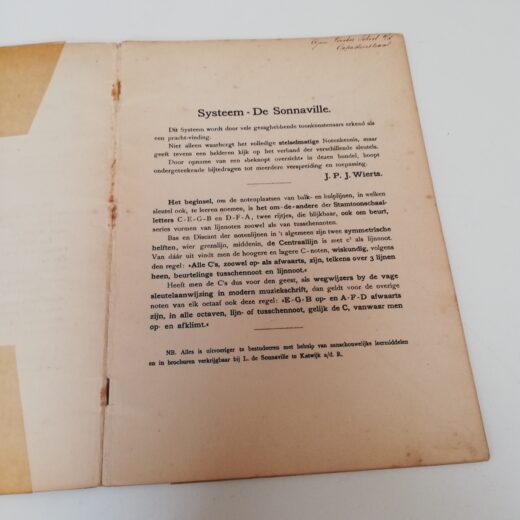 Systeem - De Sonnaville.
Dit Systeem wordt door vele gezaghebbende toonkunstenaars erkend als
een pracht-vinding.
Niet alleen waarborgt het volledige stelselmatige Notenkennis, maar
geeft tevens een helderen kijk op het verband der verschillende sleutels.
Door opname van een »beknopt overzicht« in dezen bundel, hoopt
ondergeteekende bijtedragen tot meerdere verspreiding en toepassing.
J. P. J. Wierts.
Het beginsel, om de notenplaatsen van balk- en hulplijnen, in welken
sleutel ook, te leeren noemen, is het om-de-andere der Stamtoonschaal-
letters C-E-G-B en D-F-A, twee rijtjes, die blijkbaar, ook om beurt,
series vormen van lijnnoten zoowel als van tusschennoten.
Bas en Discant der notenlijnen in 't algemeen zijn twee symmetrische
helften, wier grenslijn, middenin, de Centraallijn is met c' als lijnnoot.
Van dáár uit vindt men de hoogere en lagere C-noten, wiskundig, volgens
den regel: »Alle C's, zoowel op- als afwaarts, zijn, telkens over 3 lijnen
heen, beurtelings tusschennoot en lijnnoot.«
Heeft men de C's dus voor den geest, als wegwijzers bij de vage
sleutelaanwijzing in modern muziekschrift, dan geldt voor de overige
noten van elk octaaf ook deze regel: »E-G-B op- en A-F-D afwaarts
zijn, in alle octaven, lijn- of tusschennoot, gelijk de C, vanwaar men
op- en afklimt.«
NB. Alles is uitvoeriger te bestudeeren met behulp van aanschouwelijke leermiddelen
en in brochuren verkrijgbaar bij L. de Sonnaville te Katwijk a/d. R.